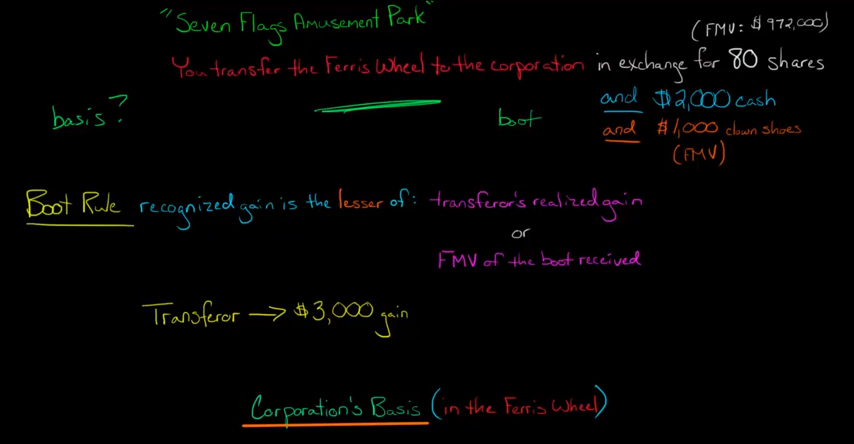 "Seven Flags Amusement Park"
(FMV: $972,000)
You transfer the Ferris Wheel to the corporation in exchange for 80 shares
and $2,000 cash
basis?
boot
and $1,000 clown shoes
(FMV)
Boot Rule recognized gain is the lesser of: transferor's realized gain
or
FMV of the boot received
Transferor → $3,000 gain
Corporation's Basis (in the Ferris Wheel)